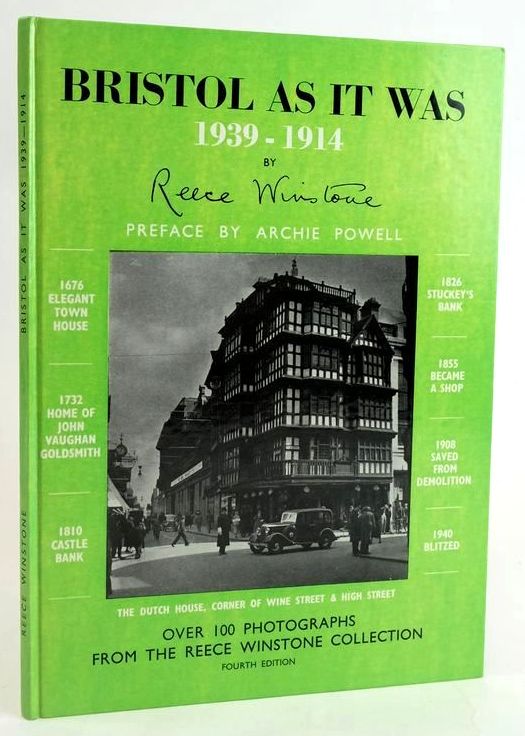 BRISTOL AS IT WAS
1939 - 1914
BY
Reece Winstone
PREFACE BY ARCHIE POWELL
1676
ELEGANT
TOWN
HOUSE
1732
HOME OF
JOHN
VAUGHAN
GOLDSMITH
1810
CASTLE
BANK
1826
STUCKEY'S
BANK
1855
BECAME
A SHOP
1908
SAVED
FROM
DEMOLITION
1940
BLITZED
THE DUTCH HOUSE, CORNER OF WINE STREET & HIGH STREET
OVER 100 PHOTOGRAPHS
FROM THE REECE WINSTONE COLLECTION
FOURTH EDITION
REECE WINSTONE BRISTOL AS IT WAS 1939—1914